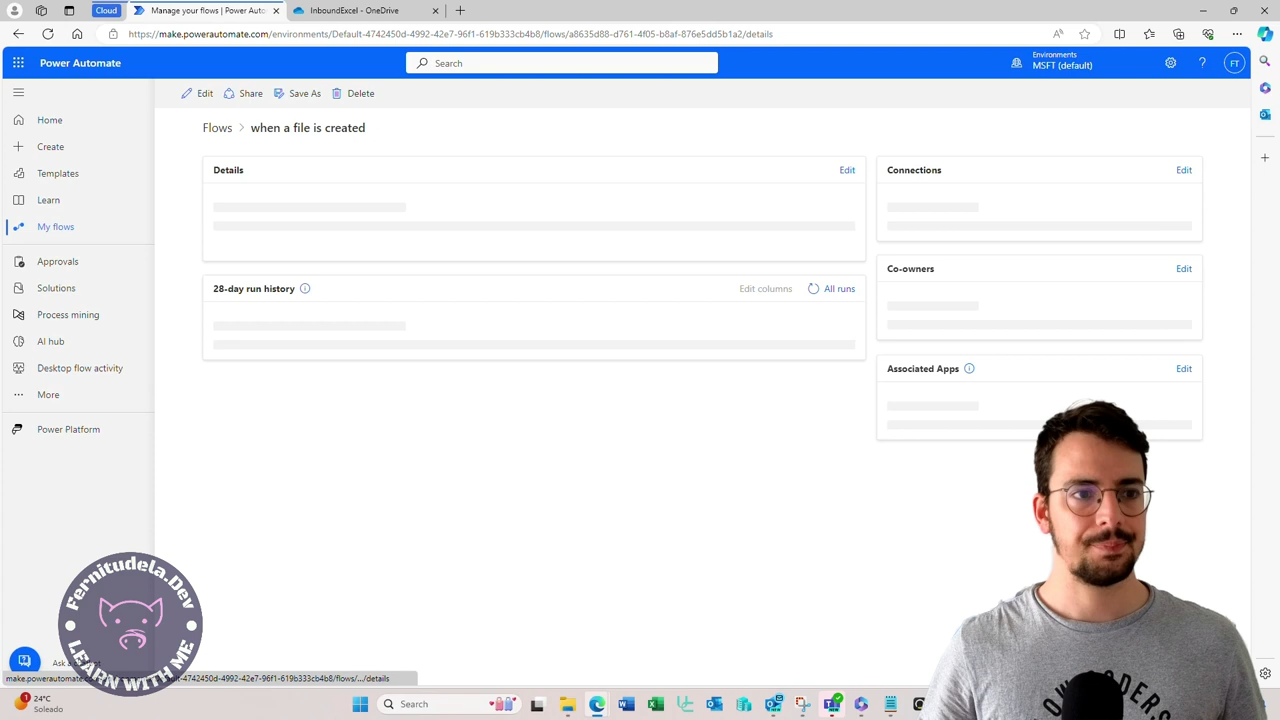 Cloud
Manage your flows | Power Autom
InboundExcel - OneDrive
https://make.powerautomate.com/environments/Default-4742450d-4992-42e7-96f1-619b333cb4b8/flows/a8635d88-d761-4f05-b8af-876e5dd5b1a2/details
Power Automate
Search
Environments
MSFT (default)
FT
Edit
Share
Save As
Delete
Home
Create
Templates
Learn
My flows
Approvals
Solutions
Process mining
AI hub
Desktop flow activity
More
Power Platform
Flows > when a file is created
Details
Edit
28-day run history
Edit columns
All runs
Connections
Edit
Co-owners
Edit
Associated Apps
Edit
Fernitudela.Dev
LEARN WITH ME
24°C
Soleado
Search